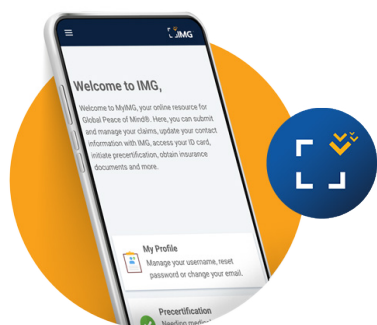 IMG
Welcome to IMG,
Welcome to MyIMG, your online resource for
Global Peace of Mind®. Here, you can submit
and manage your claims, update your contact
information with IMG, access your ID card,
initiate precertification, obtain insurance
documents and more.
My Profile
Manage your username, reset
password or change your email.
Precertification
Needing